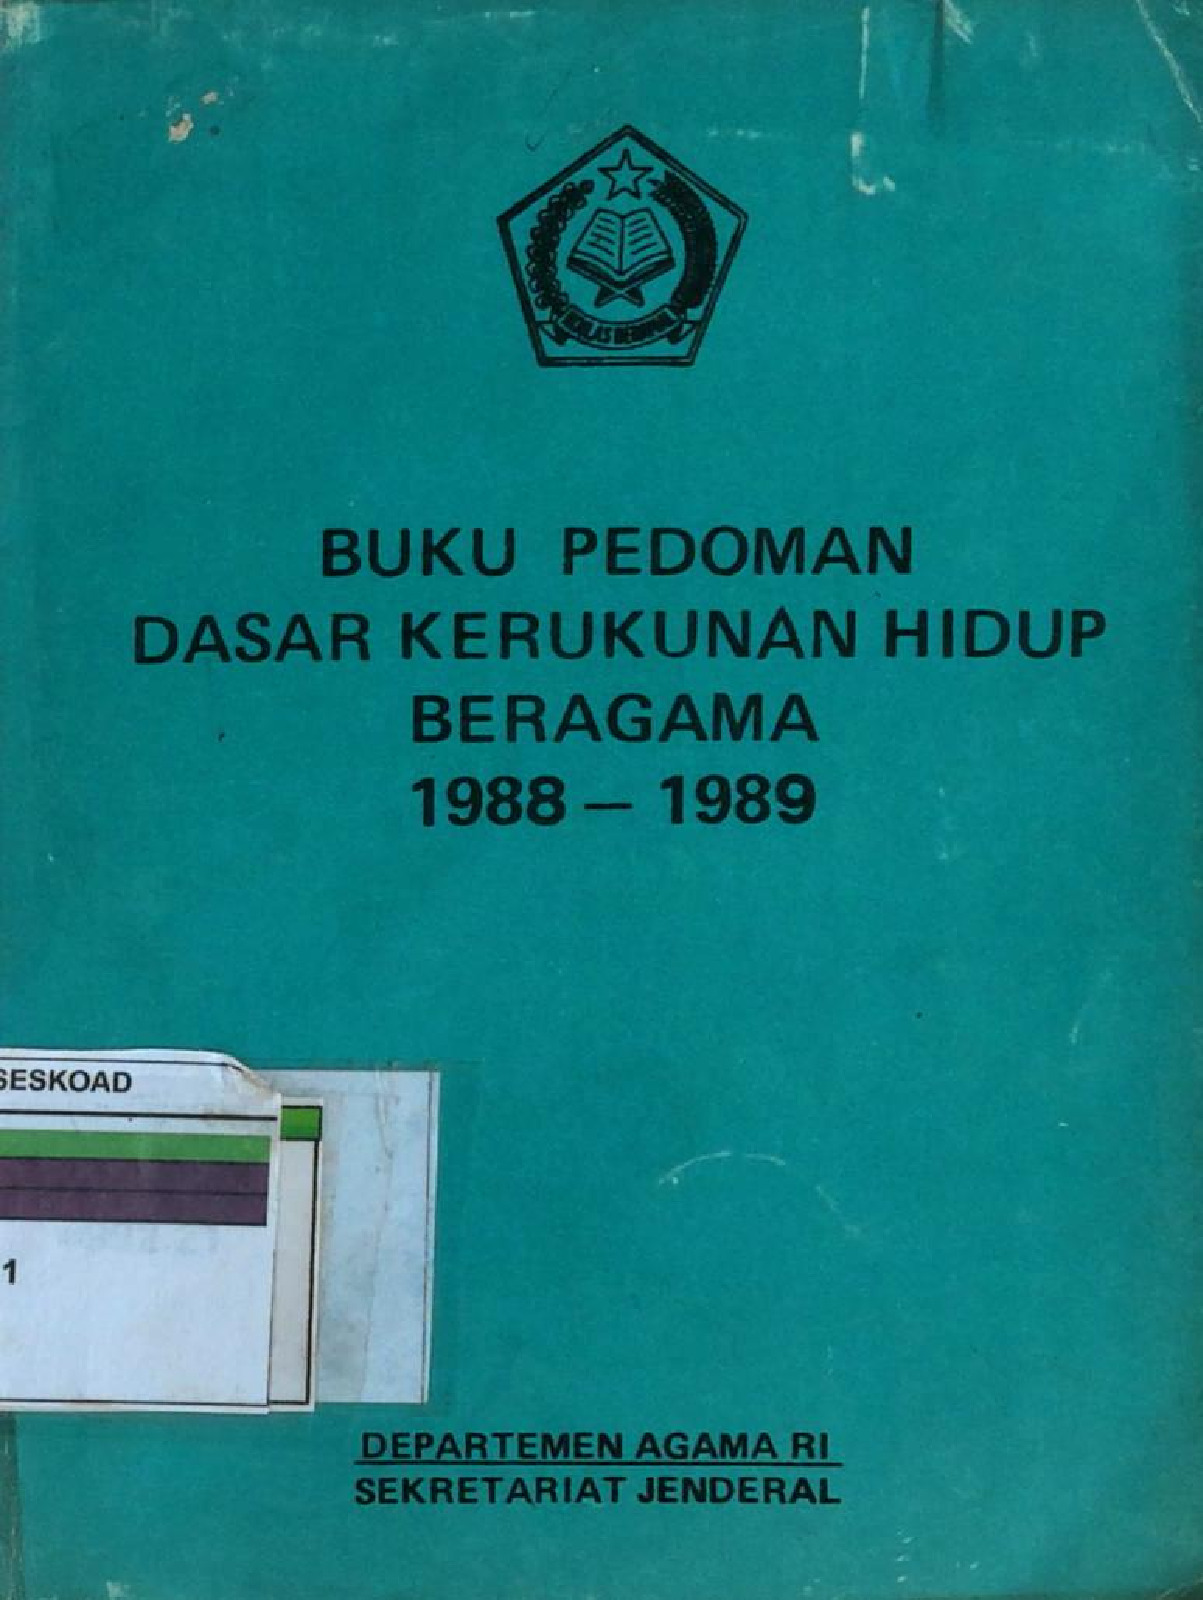 IKHLAS BERAMAL
BUKU PEDOMAN
DASAR KERUKUNAN HIDUP
BERAGAMA
1988 – 1989
SESKOAD
1
DEPARTEMEN AGAMA RI
SEKRETARIAT JENDERAL